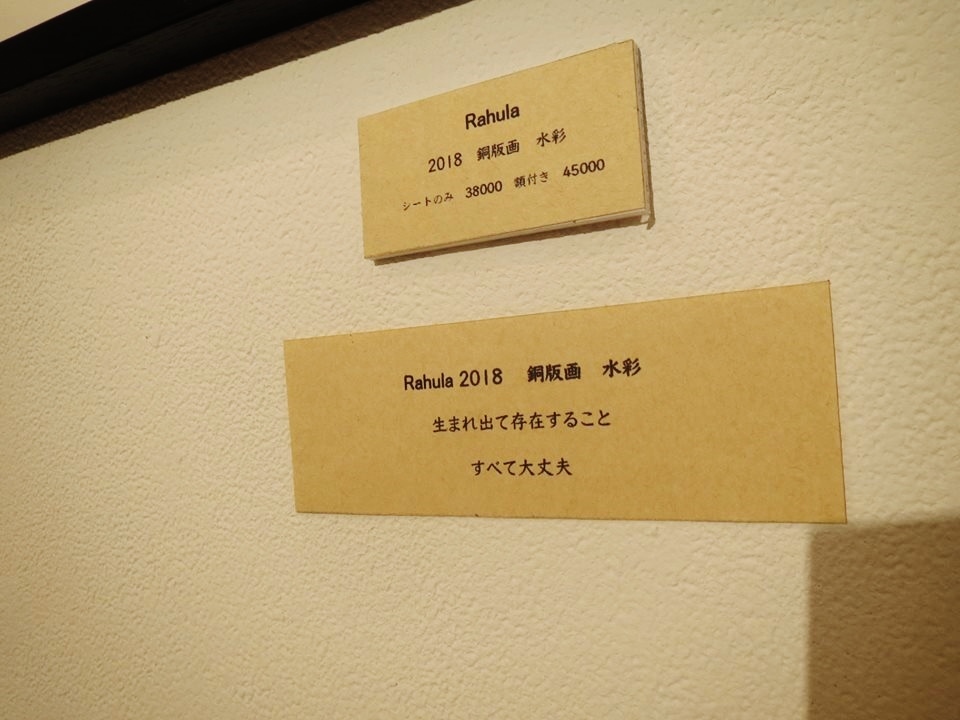 Rahula
2018 銅版画 水彩
シートのみ 38000 額付き 45000
Rahula 2018 銅版画 水彩
生まれ出て存在すること
すべて大丈夫